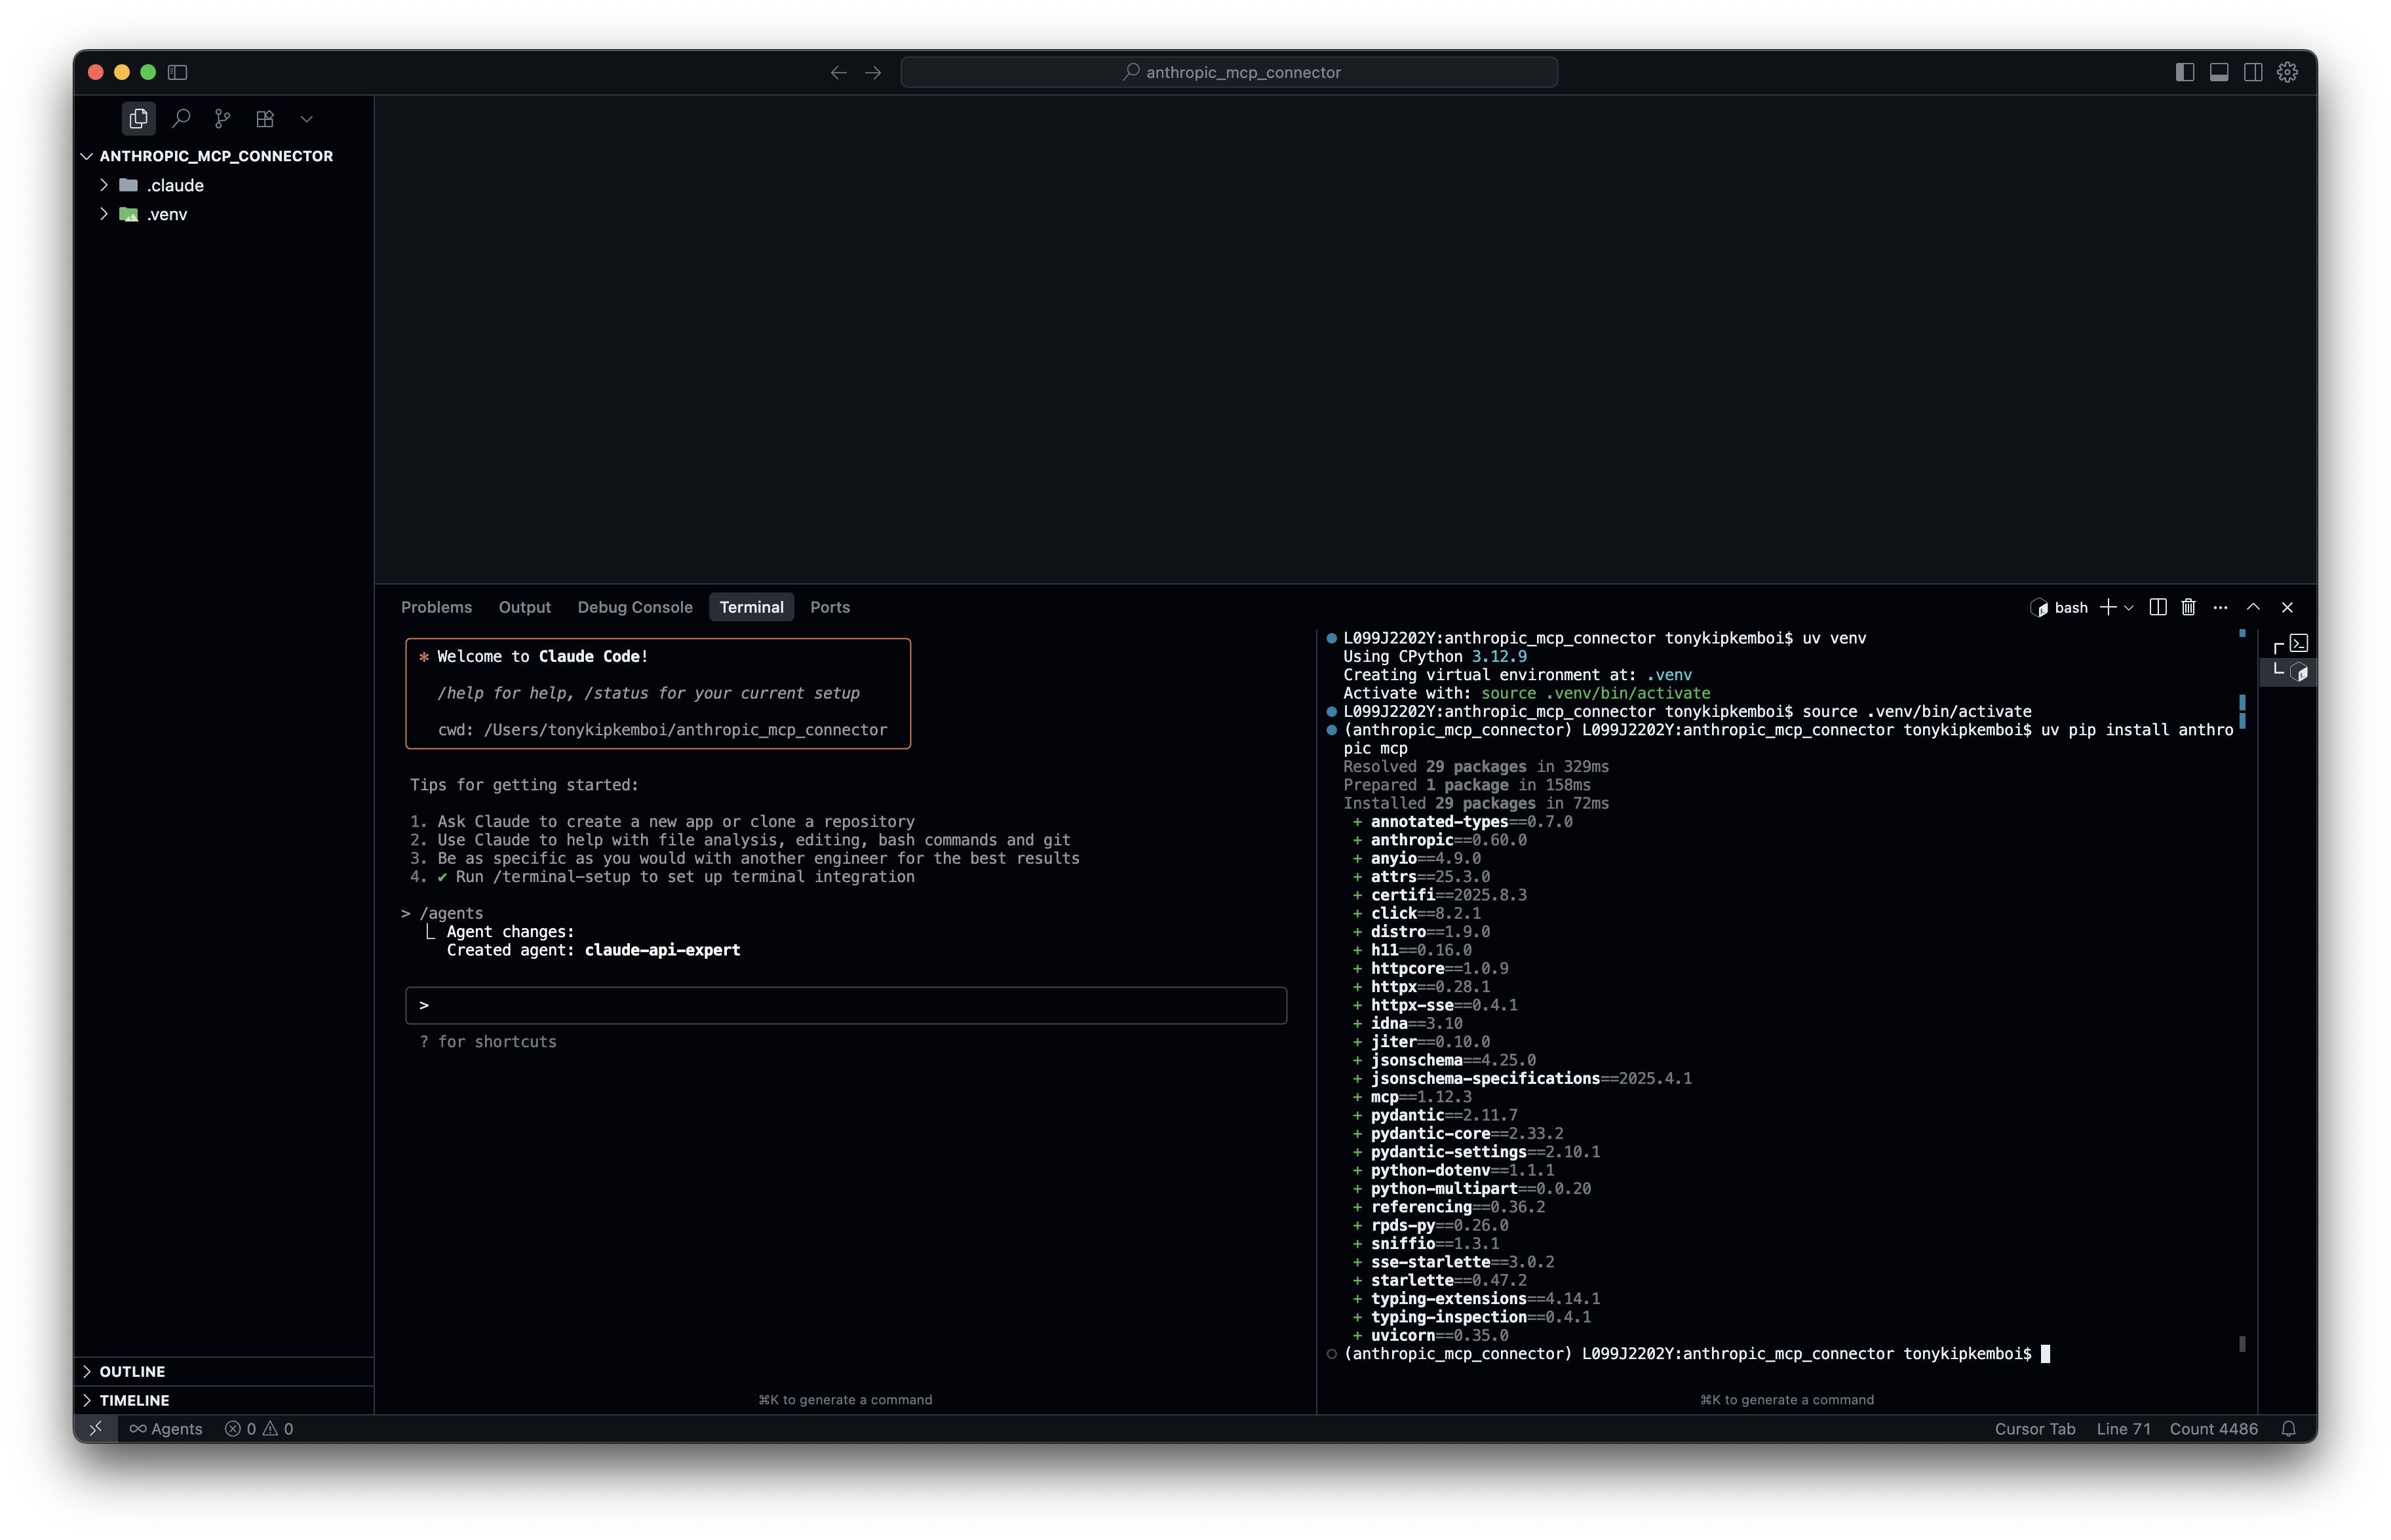 anthropic_mcp_connector
ANTHROPIC_MCP_CONNECTOR
.claude
.venv
OUTLINE
TIMELINE
Problems
Output
Debug Console
Terminal
Ports
bash
✻ Welcome to Claude Code!
/help for help, /status for your current setup
cwd: /Users/tonykipkemboi/anthropic_mcp_connector
Tips for getting started:
1. Ask Claude to create a new app or clone a repository
2. Use Claude to help with file analysis, editing, bash commands and git
3. Be as specific as you would with another engineer for the best results
4. ✔ Run /terminal-setup to set up terminal integration
> /agents
⎿ Agent changes:
Created agent: claude-api-expert
>
? for shortcuts
⌘K to generate a command
L099J2202Y:anthropic_mcp_connector tonykipkemboi$ uv venv
Using CPython 3.12.9
Creating virtual environment at: .venv
Activate with: source .venv/bin/activate
L099J2202Y:anthropic_mcp_connector tonykipkemboi$ source .venv/bin/activate
(anthropic_mcp_connector) L099J2202Y:anthropic_mcp_connector tonykipkemboi$ uv pip install anthro
pic mcp
Resolved 29 packages in 329ms
Prepared 1 package in 158ms
Installed 29 packages in 72ms
+ annotated-types==0.7.0
+ anthropic==0.60.0
+ anyio==4.9.0
+ attrs==25.3.0
+ certifi==2025.8.3
+ click==8.2.1
+ distro==1.9.0
+ h11==0.16.0
+ httpcore==1.0.9
+ httpx==0.28.1
+ httpx-sse==0.4.1
+ idna==3.10
+ jiter==0.10.0
+ jsonschema==4.25.0
+ jsonschema-specifications==2025.4.1
+ mcp==1.12.3
+ pydantic==2.11.7
+ pydantic-core==2.33.2
+ pydantic-settings==2.10.1
+ python-dotenv==1.1.1
+ python-multipart==0.0.20
+ referencing==0.36.2
+ rpds-py==0.26.0
+ sniffio==1.3.1
+ sse-starlette==3.0.2
+ starlette==0.47.2
+ typing-extensions==4.14.1
+ typing-inspection==0.4.1
+ uvicorn==0.35.0
(anthropic_mcp_connector) L099J2202Y:anthropic_mcp_connector tonykipkemboi$
⌘K to generate a command
Agents
0
0
Cursor Tab
Line 71
Count 4486